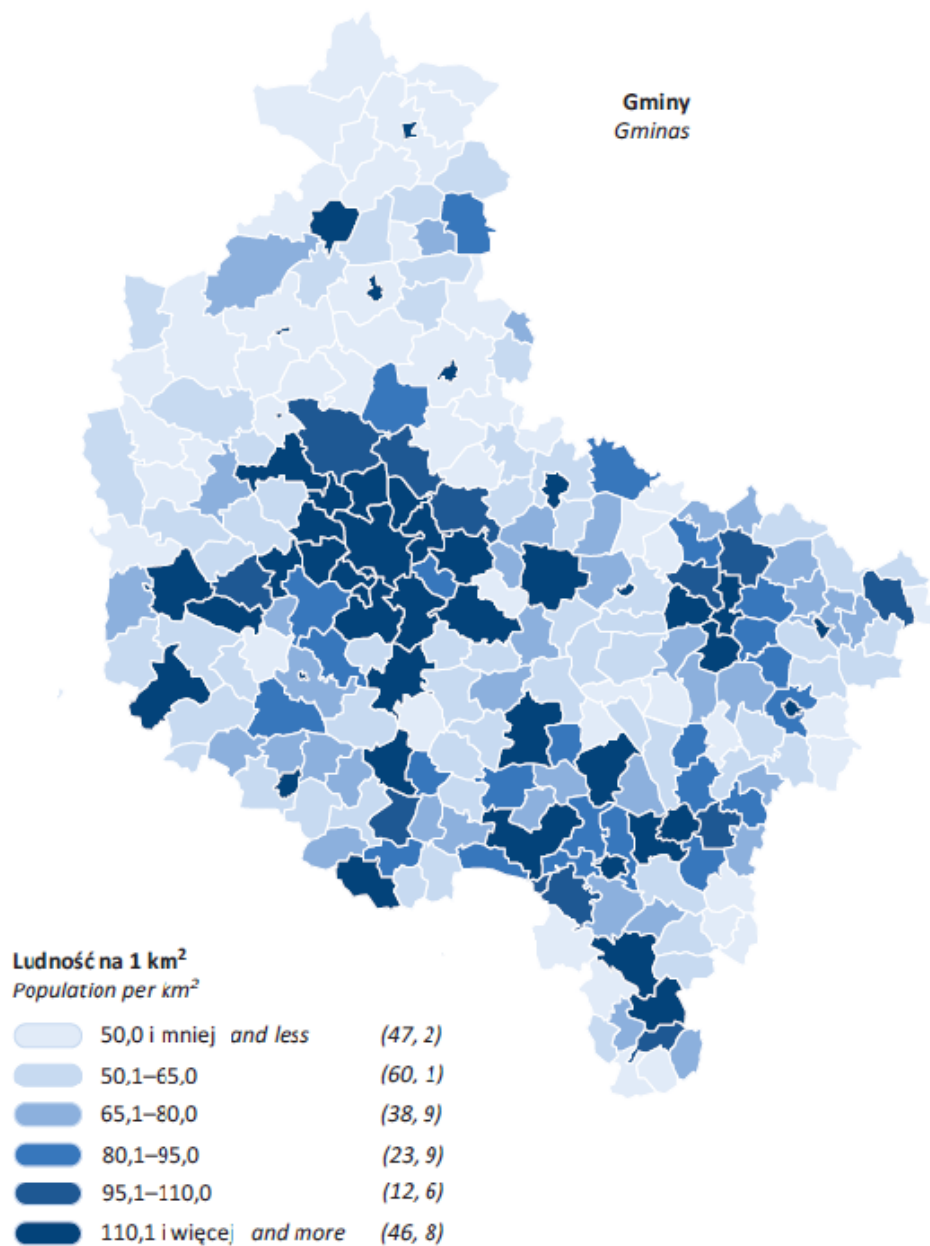 Gminy
Gminas
Ludność na 1 km²
Population per km²
50,0 i mniej and less (47, 2)
50,1–65,0 (60, 1)
65,1–80,0 (38, 9)
80,1–95,0 (23, 9)
95,1–110,0 (12, 6)
110,1 i więcej and more (46, 8)